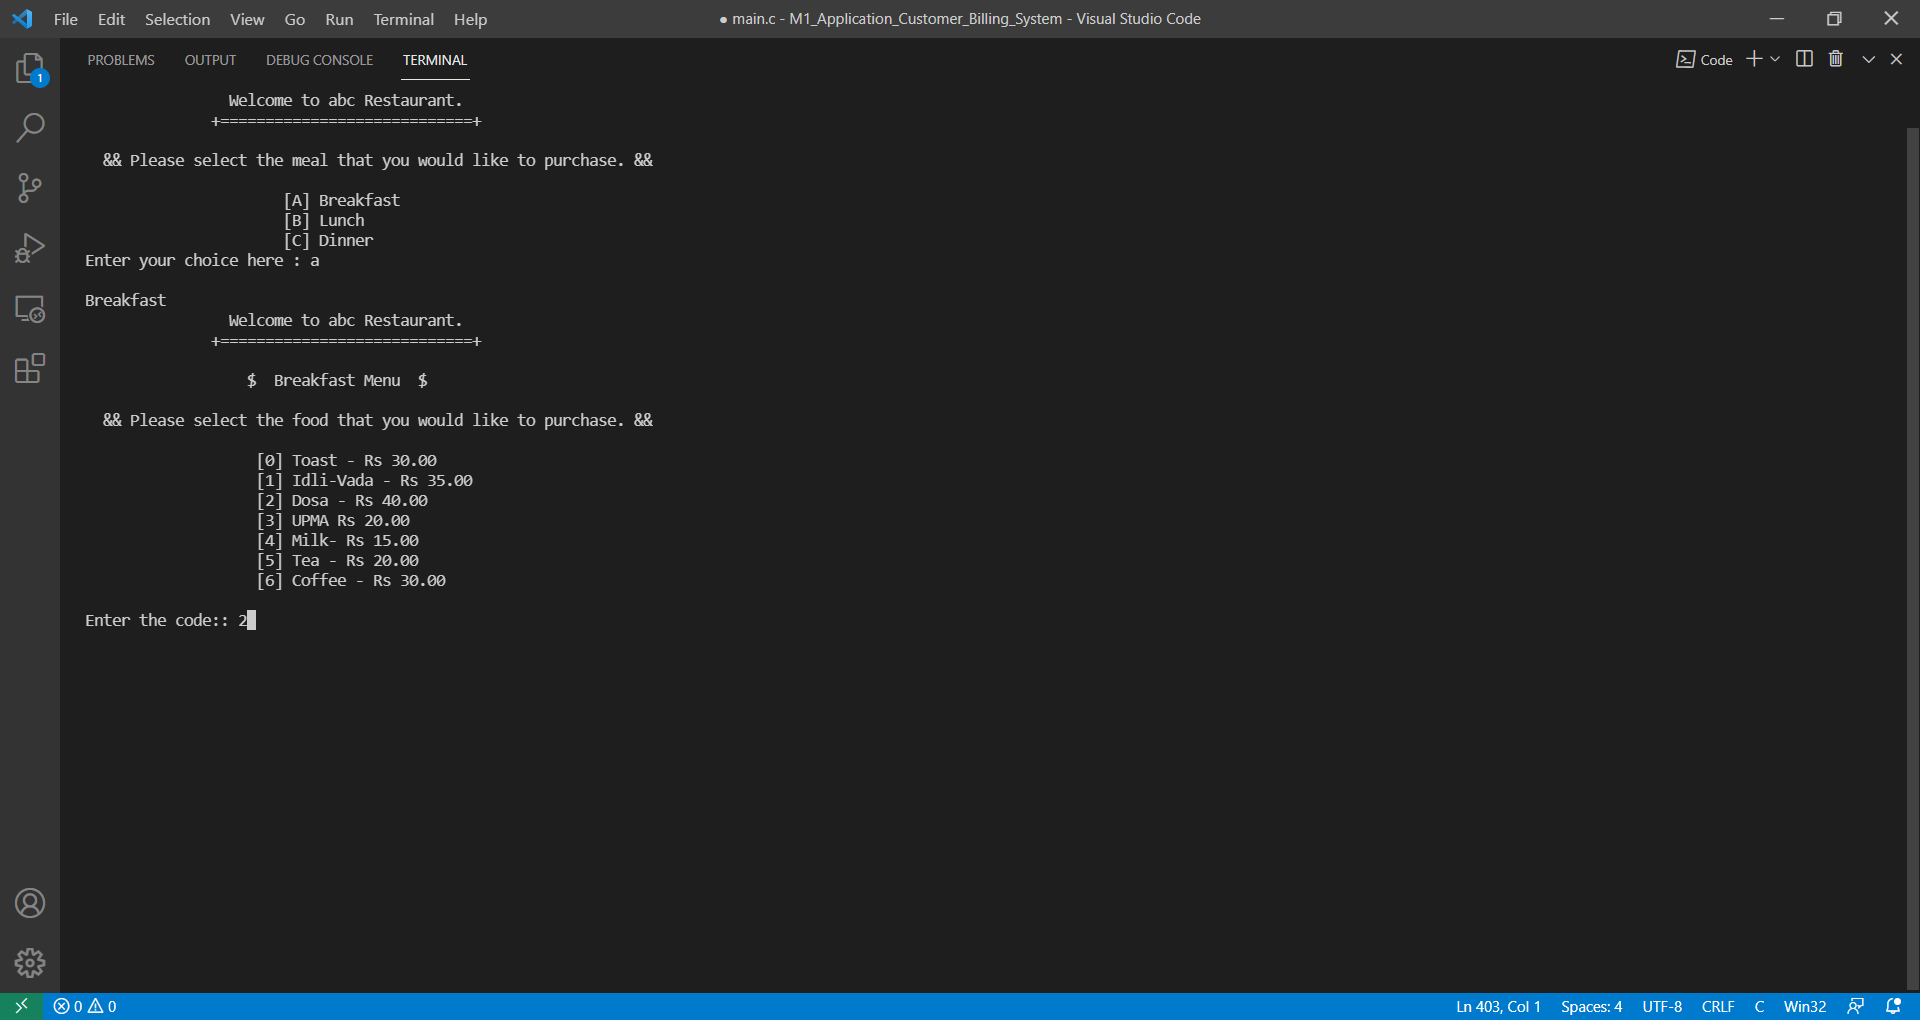 File Edit Selection View Go Run Terminal Help
● main.c - M1_Application_Customer_Billing_System - Visual Studio Code
1
PROBLEMS OUTPUT DEBUG CONSOLE TERMINAL
Code
Welcome to abc Restaurant.
+============================+
&& Please select the meal that you would like to purchase. &&
[A] Breakfast
[B] Lunch
[C] Dinner
Enter your choice here : a
Breakfast
Welcome to abc Restaurant.
+============================+
$  Breakfast Menu  $
&& Please select the food that you would like to purchase. &&
[0] Toast - Rs 30.00
[1] Idli-Vada - Rs 35.00
[2] Dosa - Rs 40.00
[3] UPMA Rs 20.00
[4] Milk- Rs 15.00
[5] Tea - Rs 20.00
[6] Coffee - Rs 30.00
Enter the code:: 2
0 0
Ln 403, Col 1 Spaces: 4 UTF-8 CRLF C Win32